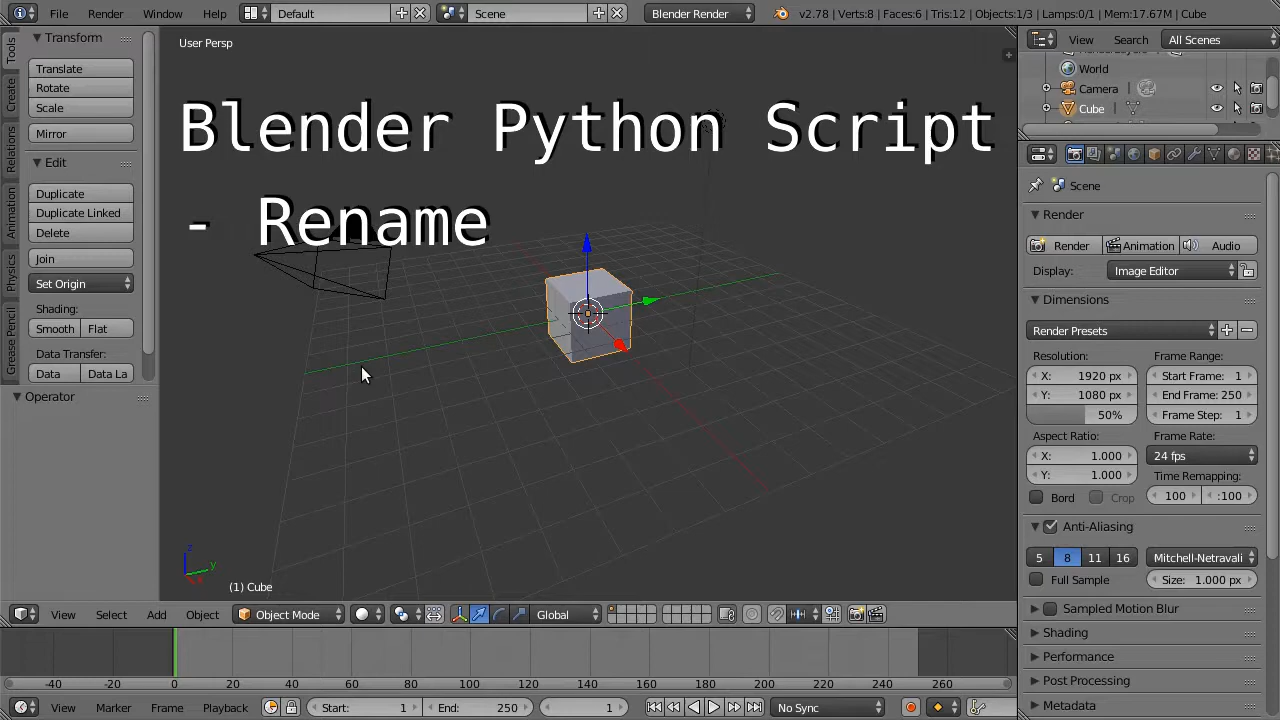 File Render Window Help Default Scene Blender Render v2.78 | Verts:8 | Faces:6 | Tris:12 | Objects:1/3 | Lamps:0/1 | Mem:17.67M | Cube
Tools
Create
Relations
Animation
Physics
Grease Pencil
Transform
Translate
Rotate
Scale
Mirror
Edit
Duplicate
Duplicate Linked
Delete
Join
Set Origin
Shading:
Smooth Flat
Data Transfer:
Data Data La
Operator
User Persp
Blender Python Script
- Rename
z
y
x
(1) Cube
View Select Add Object Object Mode Global
-40 -20 0 20 40 60 80 100 120 140 160 180 200 220 240 260
View Marker Frame Playback Start: 1 End: 250 1 No Sync
View Search All Scenes
World
Camera
Cube
Scene
Render
Render Animation Audio
Display: Image Editor
Dimensions
Render Presets
Resolution: Frame Range:
X: 1920 px Start Frame: 1
Y: 1080 px End Frame: 250
50% Frame Step: 1
Aspect Ratio: Frame Rate:
X: 1.000 24 fps
Y: 1.000 Time Remapping:
Bord Crop 100 :100
Anti-Aliasing
5 8 11 16 Mitchell-Netravali
Full Sample Size: 1.000 px
Sampled Motion Blur
Shading
Performance
Post Processing
Metadata